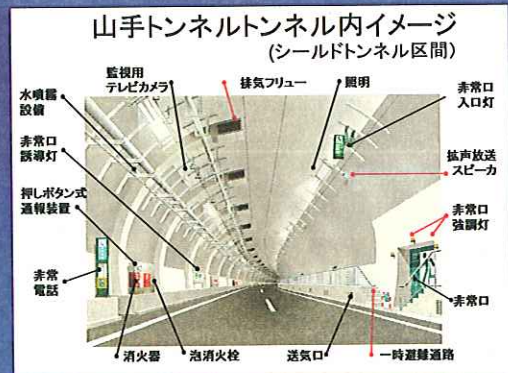 山手トンネルトンネル内イメージ
(シールドトンネル区間)
監視用
テレビカメラ
排気フリュー
照明
非常口
入口灯
水噴霧
設備
非常口
誘導灯
拡声放送
スピーカ
押しボタン式
通報装置
非常口
強調灯
非常
電話
非常口
消火器
泡消火栓
送気口
一時避難通路